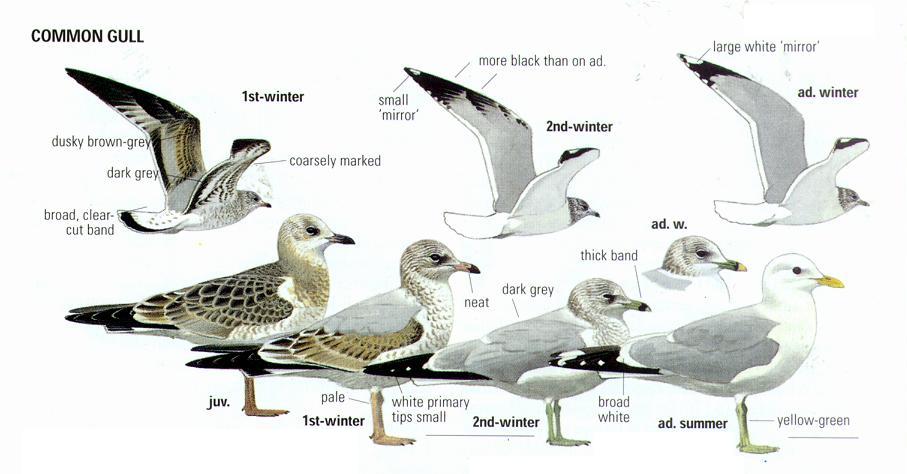 COMMON GULL
1st-winter
dusky brown-grey
dark grey
coarsely marked
broad, clear-
cut band
more black than on ad.
small
'mirror'
2nd-winter
large white 'mirror'
ad. winter
ad. w.
thick band
neat
dark grey
juv.
pale
1st-winter
white primary
tips small
2nd-winter
broad
white
ad. summer
yellow-green